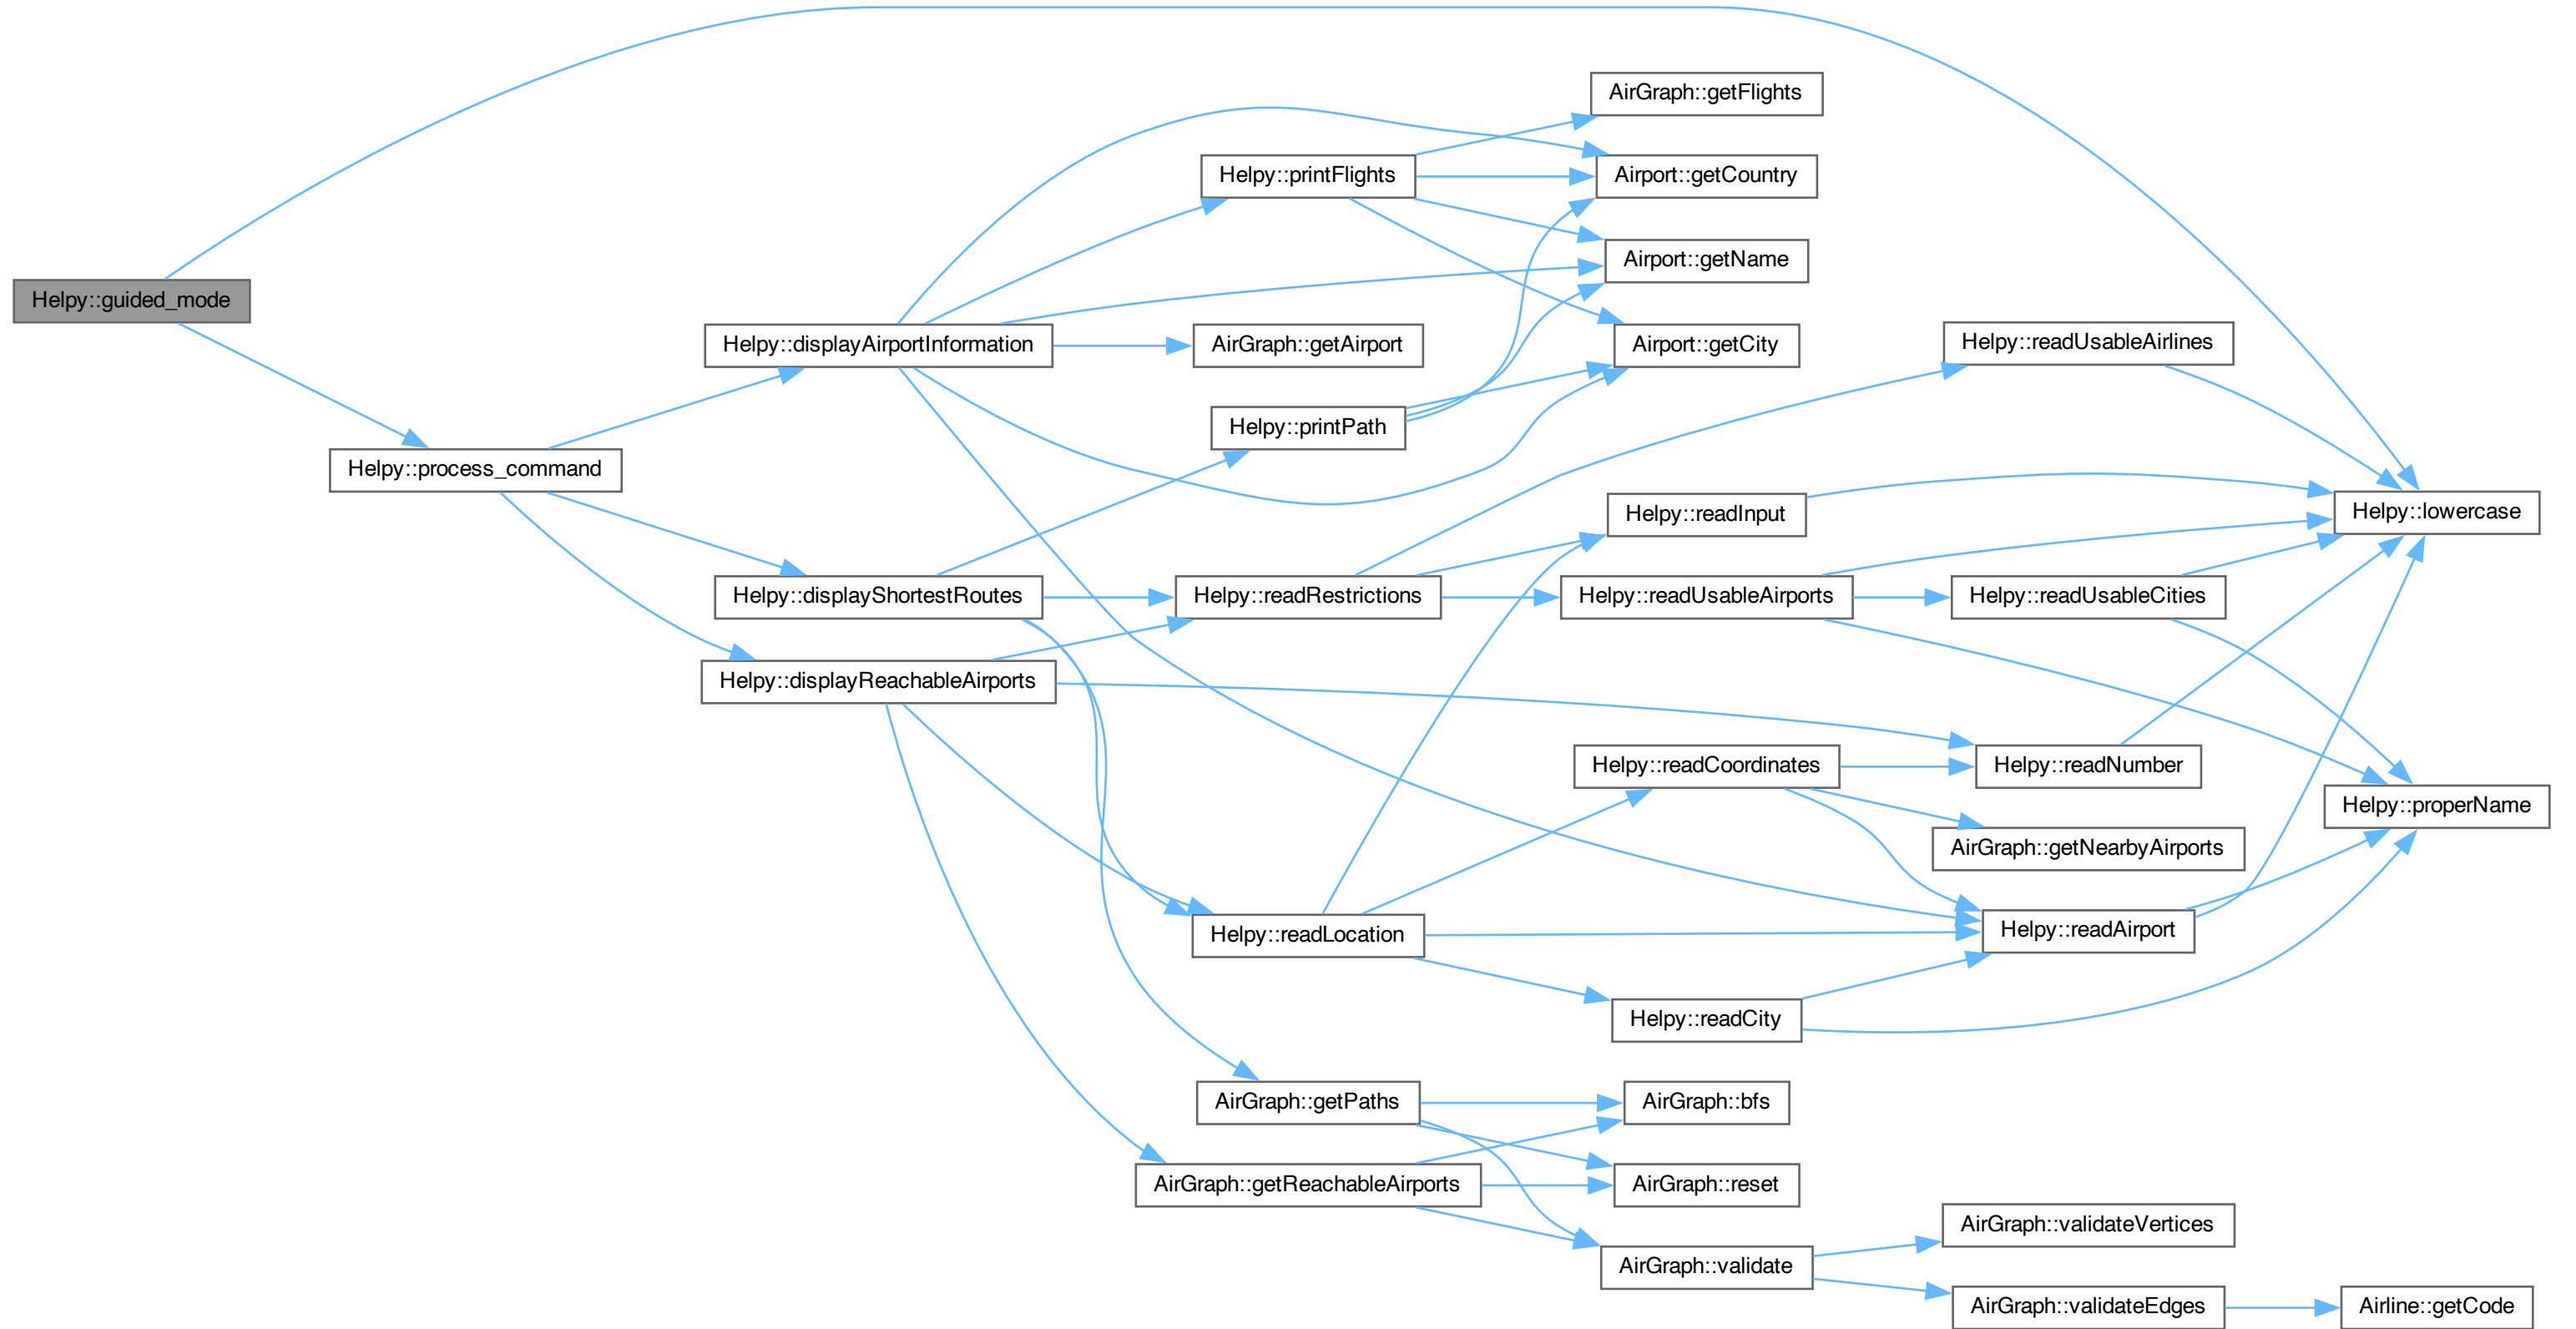 AirGraph::getFlights
Helpy::printFlights
Airport::getCountry
Airport::getName
Helpy::guided_mode
Helpy::displayAirportInformation
AirGraph::getAirport
Airport::getCity
Helpy::readUsableAirlines
Helpy::printPath
Helpy::process_command
Helpy::readInput
Helpy::lowercase
Helpy::displayShortestRoutes
Helpy::readRestrictions
Helpy::readUsableAirports
Helpy::readUsableCities
Helpy::displayReachableAirports
Helpy::readCoordinates
Helpy::readNumber
Helpy::properName
AirGraph::getNearbyAirports
Helpy::readLocation
Helpy::readAirport
Helpy::readCity
AirGraph::getPaths
AirGraph::bfs
AirGraph::getReachableAirports
AirGraph::reset
AirGraph::validateVertices
AirGraph::validate
AirGraph::validateEdges
Airline::getCode